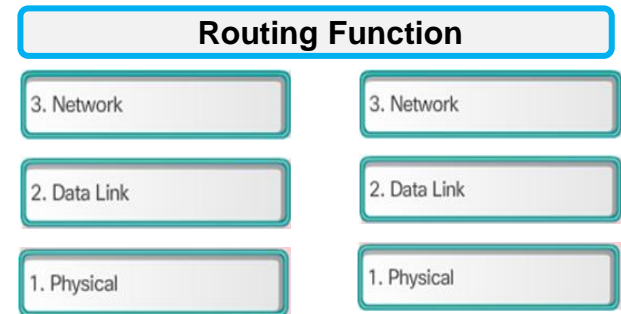 Routing Function
3. Network
3. Network
2. Data Link
2. Data Link
1. Physical
1. Physical